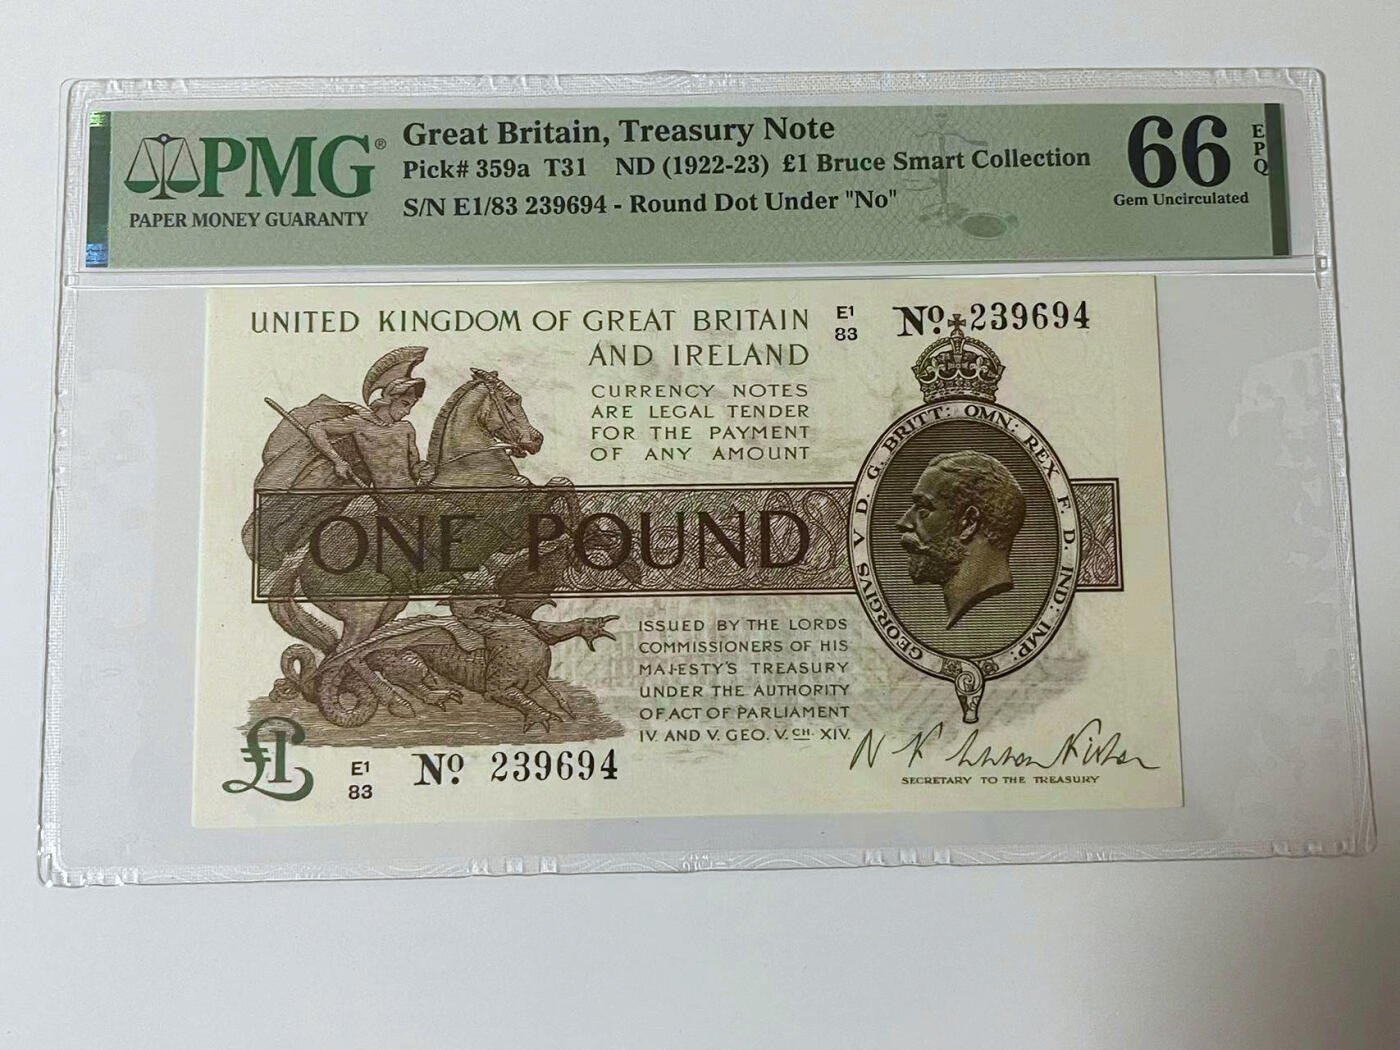 PMG®
PAPER MONEY GUARANTY
Great Britain, Treasury Note
Pick# 359a T31 ND (1922-23) £1 Bruce Smart Collection
S/N E1/83 239694 - Round Dot Under "No"
66 EPQ
Gem Uncirculated
UNITED KINGDOM OF GREAT BRITAIN
AND IRELAND
E1
83
No. 239694
CURRENCY NOTES
ARE LEGAL TENDER
FOR THE PAYMENT
OF ANY AMOUNT
ONE POUND
GEORGIVS V D. G. BRITT: OMN: REX F. D. IND: IMP:
ISSUED BY THE LORDS
COMMISSIONERS OF HIS
MAJESTY'S TREASURY
UNDER THE AUTHORITY
OF ACT OF PARLIAMENT
IV. AND V. GEO. V. CH. XIV.
£1
E1
83
No. 239694
SECRETARY TO THE TREASURY